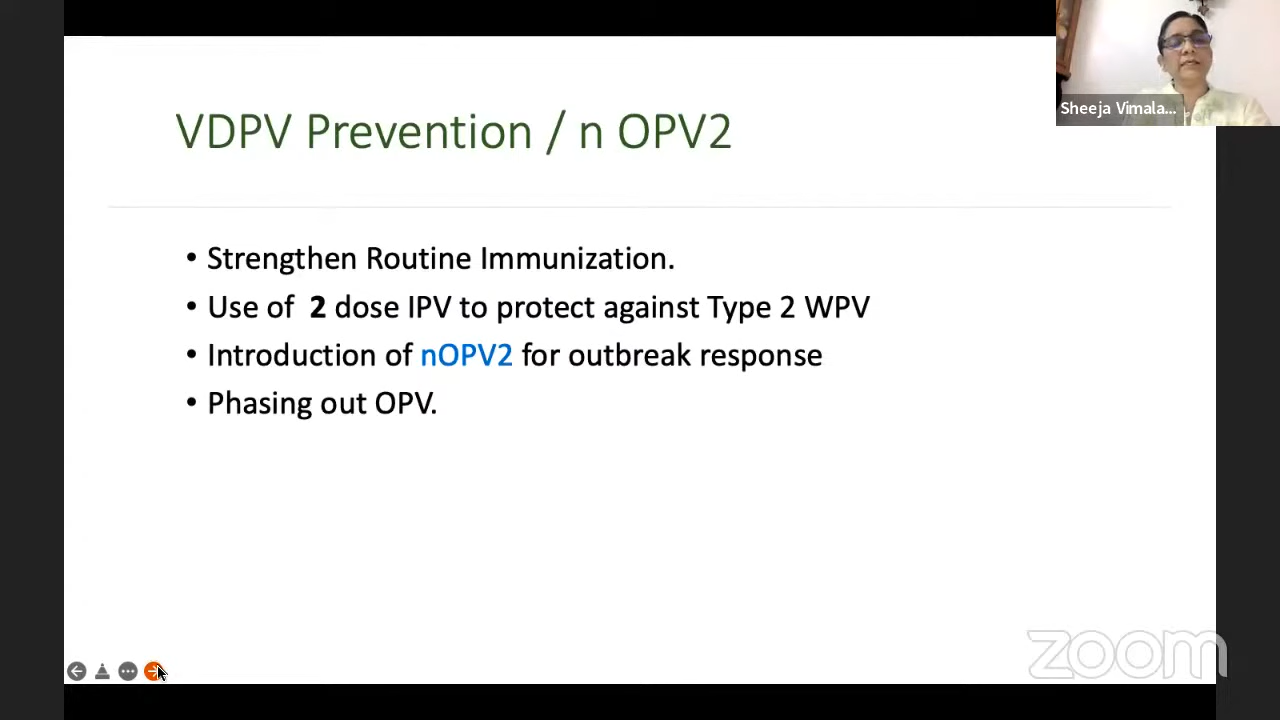 VDPV Prevention / n OPV2
Sheeja Vimala...
• Strengthen Routine Immunization.
• Use of 2 dose IPV to protect against Type 2 WPV
• Introduction of nOPV2 for outbreak response
• Phasing out OPV.
zoom